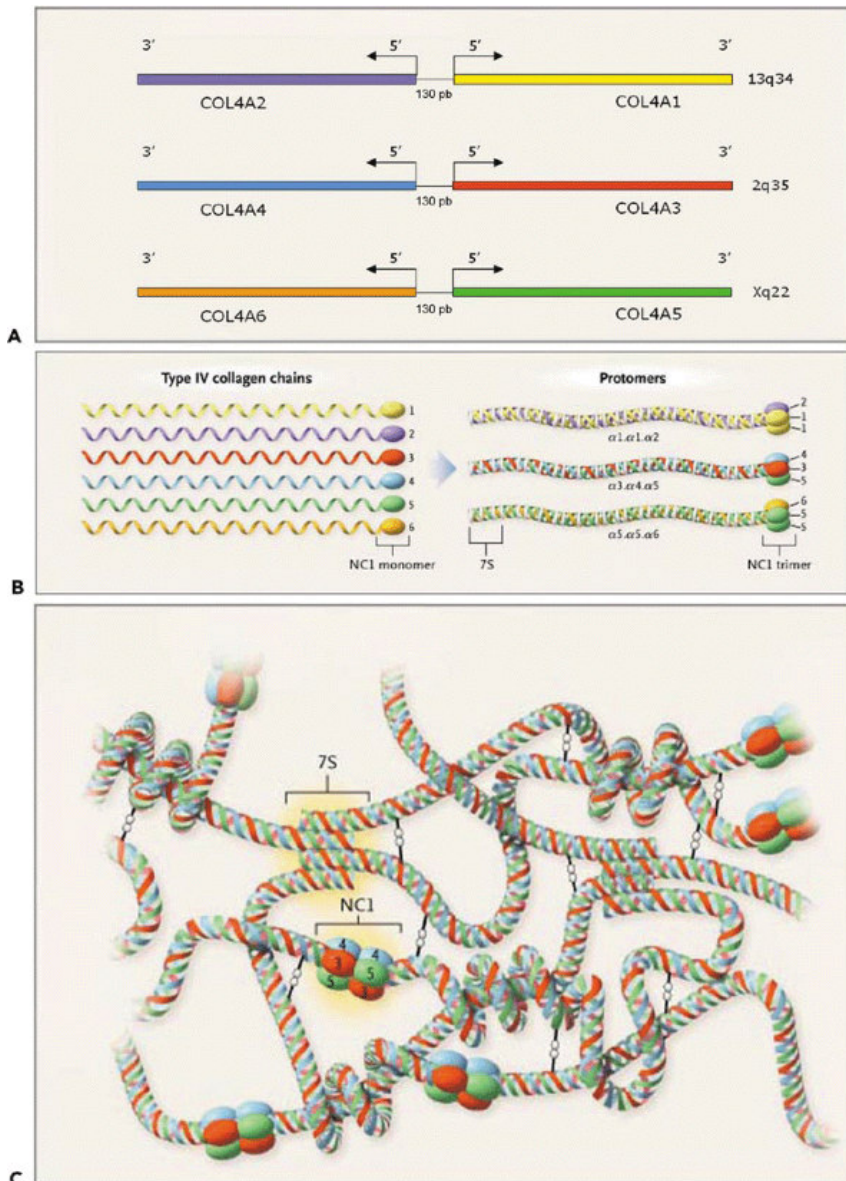 3′ 5′ 5′ 3′
13q34
130 pb
COL4A2 COL4A1
3′ 5′ 5′ 3′
2q35
130 pb
COL4A4 COL4A3
3′ 5′ 5′ 3′
Xq22
130 pb
COL4A6 COL4A5
A
Type IV collagen chains Protomers
1
2
3
4
5
6
NC1 monomer
2
1
1
α1.α1.α2
4
3
5
α3.α4.α5
6
5
5
α5.α5.α6
7S
NC1 trimer
B
7S
NC1
4 4
3 5
5 3
C